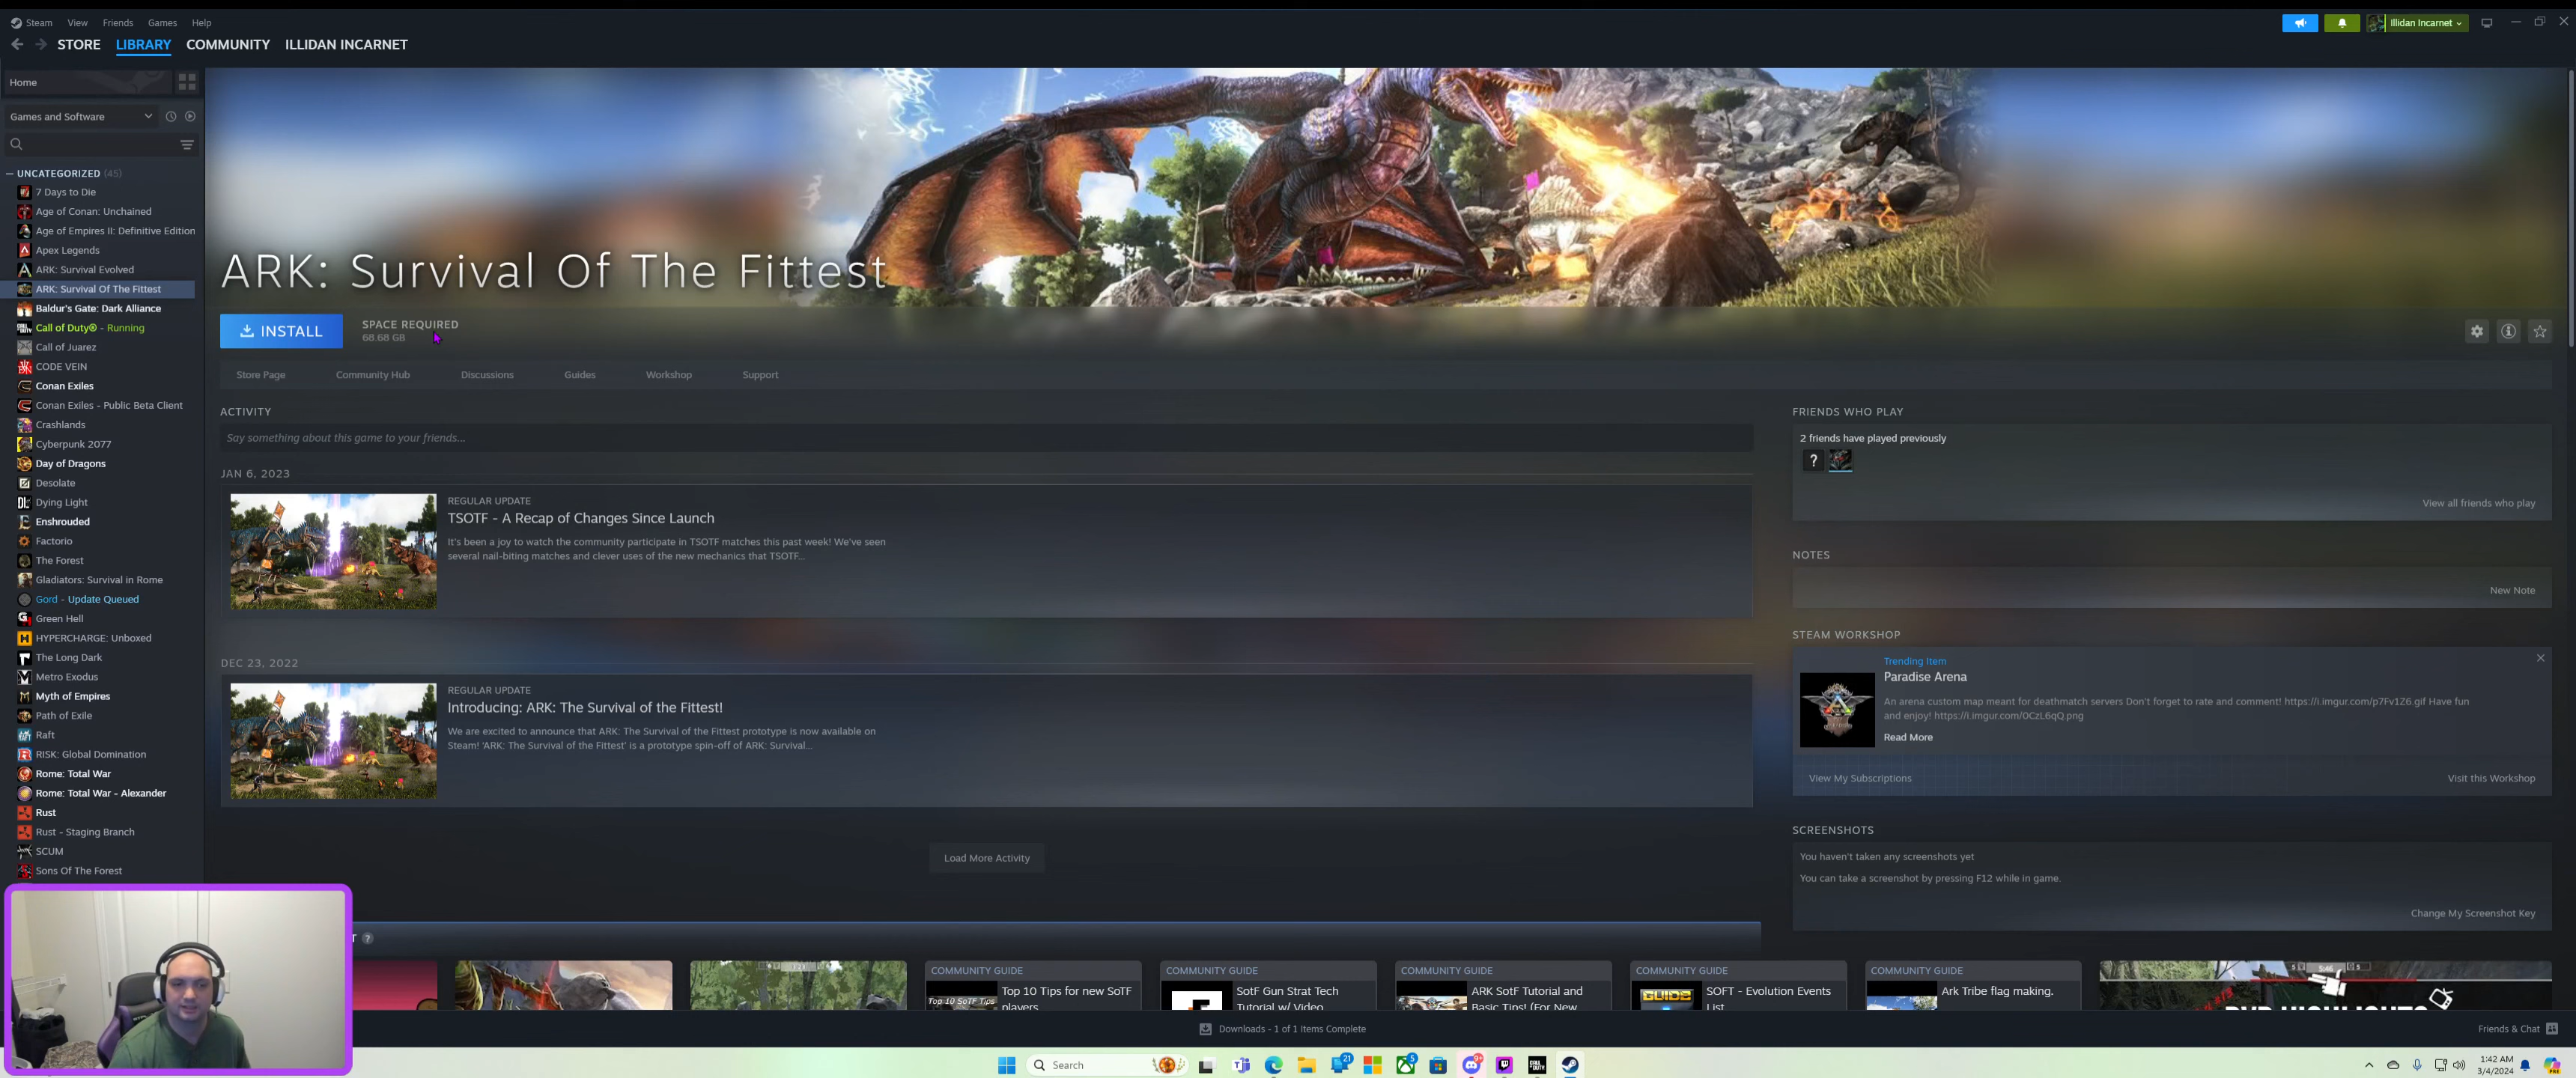 Steam View Friends Games Help
Illidan Incarnet
STORE LIBRARY COMMUNITY ILLIDAN INCARNET
Home
Games and Software
UNCATEGORIZED (45)
7 Days to Die
Age of Conan: Unchained
Age of Empires II: Definitive Edition
Apex Legends
ARK: Survival Evolved
ARK: Survival Of The Fittest
Baldur's Gate: Dark Alliance
Call of Duty® - Running
Call of Juarez
CODE VEIN
Conan Exiles
Conan Exiles - Public Beta Client
Crashlands
Cyberpunk 2077
Day of Dragons
Desolate
Dying Light
Enshrouded
Factorio
The Forest
Gladiators: Survival in Rome
Gord - Update Queued
Green Hell
HYPERCHARGE: Unboxed
The Long Dark
Metro Exodus
Myth of Empires
Path of Exile
Raft
RISK: Global Domination
Rome: Total War
Rome: Total War - Alexander
Rust
Rust - Staging Branch
SCUM
Sons Of The Forest
ARK: Survival Of The Fittest
INSTALL
SPACE REQUIRED
68.68 GB
Store Page Community Hub Discussions Guides Workshop Support
ACTIVITY
Say something about this game to your friends...
JAN 6, 2023
REGULAR UPDATE
TSOTF - A Recap of Changes Since Launch
It's been a joy to watch the community participate in TSOTF matches this past week! We've seen
several nail-biting matches and clever uses of the new mechanics that TSOTF...
DEC 23, 2022
REGULAR UPDATE
Introducing: ARK: The Survival of the Fittest!
We are excited to announce that ARK: The Survival of the Fittest prototype is now available on
Steam! 'ARK: The Survival of the Fittest' is a prototype spin-off of ARK: Survival...
Load More Activity
FRIENDS WHO PLAY
2 friends have played previously
?
View all friends who play
NOTES
New Note
STEAM WORKSHOP
Trending Item
Paradise Arena
An arena custom map meant for deathmatch servers Don't forget to rate and comment! https://i.imgur.com/p7Fv1Z6.gif Have fun
and enjoy! https://i.imgur.com/0CzL6qQ.png
Read More
View My Subscriptions
Visit this Workshop
SCREENSHOTS
You haven't taken any screenshots yet
You can take a screenshot by pressing F12 while in game.
Change My Screenshot Key
T ?
COMMUNITY GUIDE
Top 10 SotF Tips
Top 10 Tips for new SoTF
players
COMMUNITY GUIDE
SotF Gun Strat Tech
Tutorial w/ Video
COMMUNITY GUIDE
ARK SotF Tutorial and
Basic Tips! (For New
COMMUNITY GUIDE
GUIDE
SOFT - Evolution Events
List
COMMUNITY GUIDE
Ark Tribe flag making.
PVP HIGHLIGHTS
Downloads - 1 of 1 Items Complete
Friends & Chat
Search
21
5
9+
1:42 AM
3/4/2024